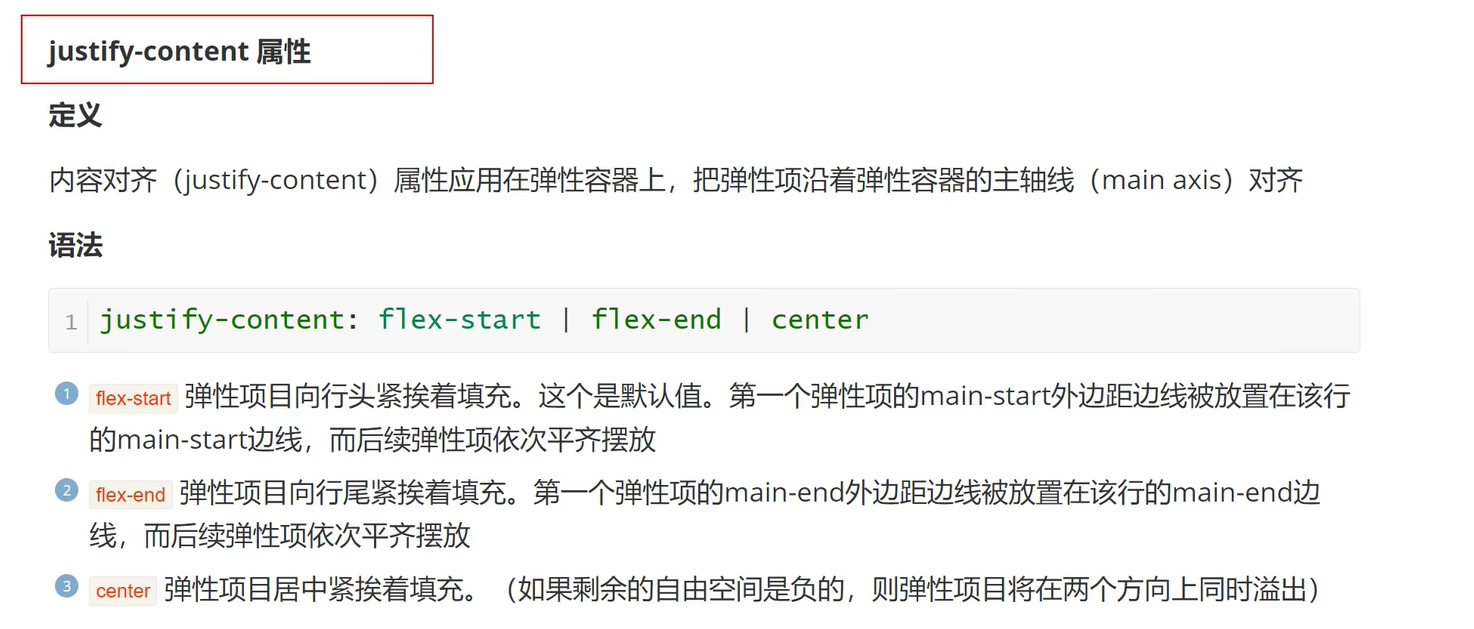 justify-content 属性
定义
内容对齐（justify-content）属性应用在弹性容器上，把弹性项沿着弹性容器的主轴线（main axis）对齐
语法
1 justify-content: flex-start | flex-end | center
1 flex-start 弹性项目向行头紧挨着填充。这个是默认值。第一个弹性项的main-start外边距边线被放置在该行
的main-start边线，而后续弹性项依次平齐摆放
2 flex-end 弹性项目向行尾紧挨着填充。第一个弹性项的main-end外边距边线被放置在该行的main-end边
线，而后续弹性项依次平齐摆放
3 center 弹性项目居中紧挨着填充。（如果剩余的自由空间是负的，则弹性项目将在两个方向上同时溢出）